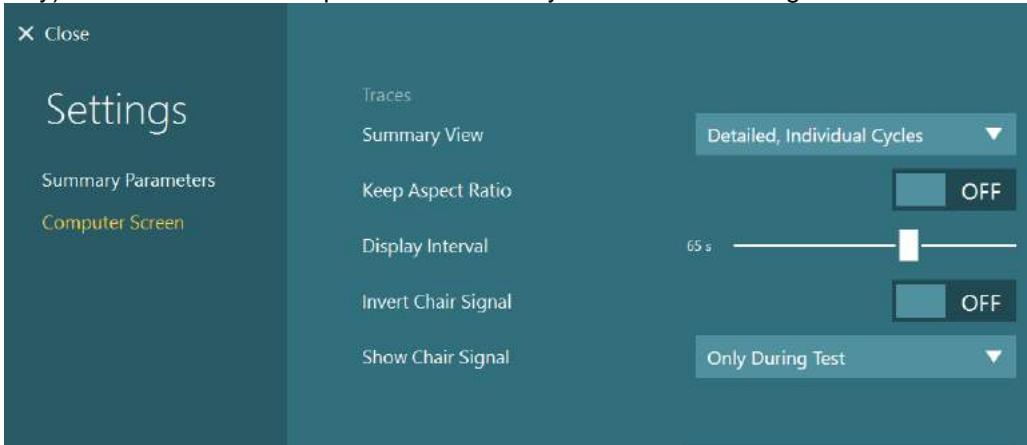 ✕ Close
Settings
Summary Parameters
Computer Screen
Traces
Summary View Detailed, Individual Cycles
Keep Aspect Ratio OFF
Display Interval 65 s
Invert Chair Signal OFF
Show Chair Signal Only During Test